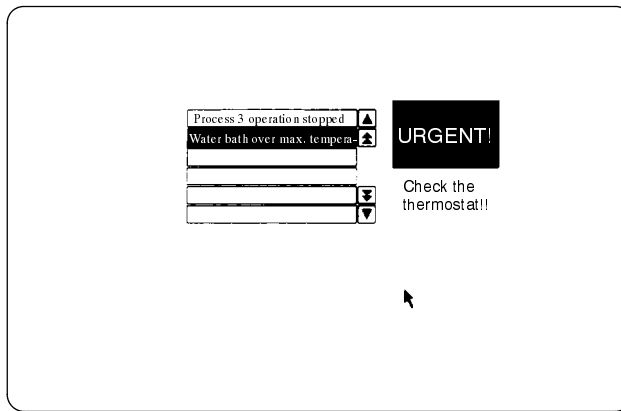 Process 3 operation stopped
Water bath over max. tempera-
URGENT!
Check the
thermostat!!